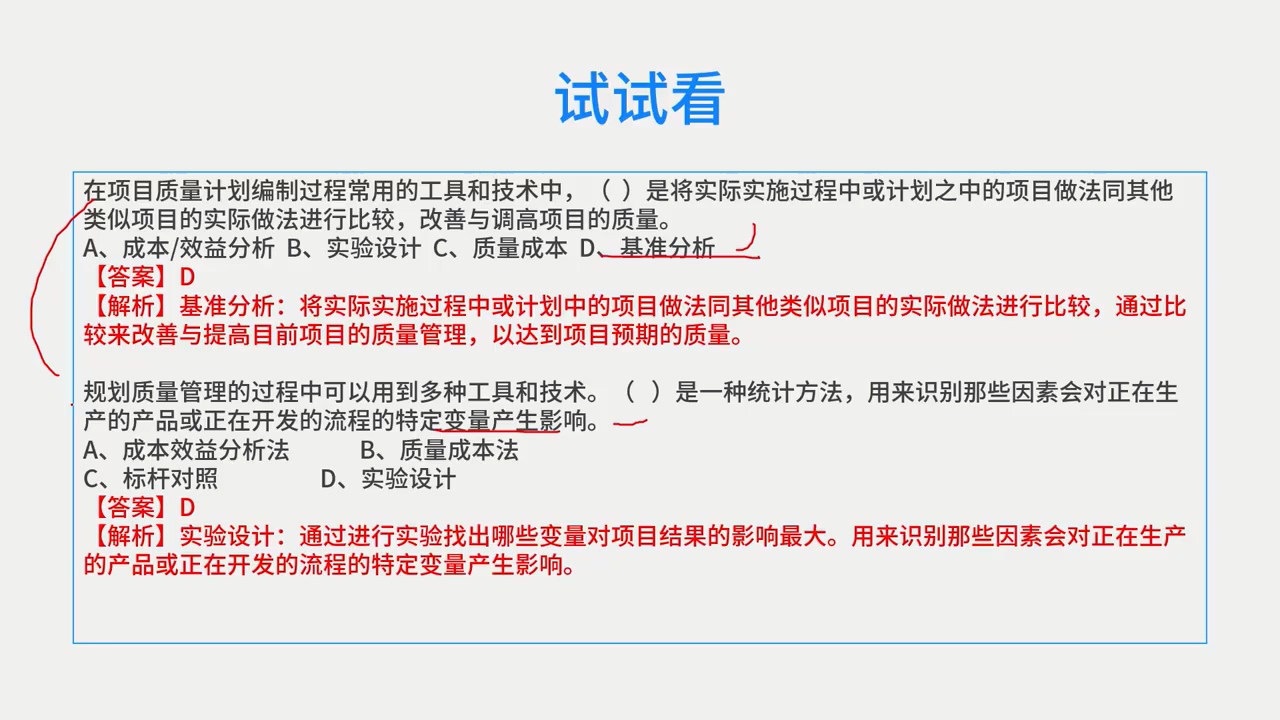 试试看
在项目质量计划编制过程常用的工具和技术中，（ ）是将实际实施过程中或计划之中的项目做法同其他
类似项目的实际做法进行比较，改善与调高项目的质量。
A、成本/效益分析 B、实验设计 C、质量成本 D、基准分析
【答案】D
【解析】基准分析：将实际实施过程中或计划中的项目做法同其他类似项目的实际做法进行比较，通过比
较来改善与提高目前项目的质量管理，以达到项目预期的质量。
规划质量管理的过程中可以用到多种工具和技术。（ ）是一种统计方法，用来识别那些因素会对正在生
产的产品或正在开发的流程的特定变量产生影响。
A、成本效益分析法 B、质量成本法
C、标杆对照 D、实验设计
【答案】D
【解析】实验设计：通过进行实验找出哪些变量对项目结果的影响最大。用来识别那些因素会对正在生产
的产品或正在开发的流程的特定变量产生影响。